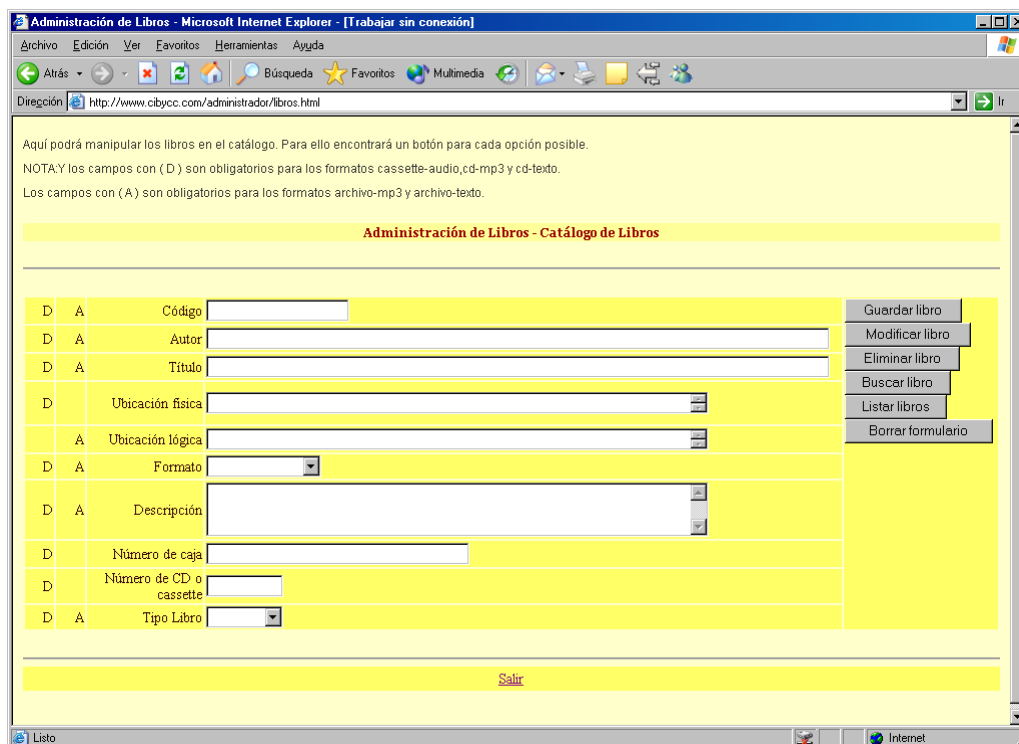 Administración de Libros - Microsoft Internet Explorer - [Trabajar sin conexión]
Archivo Edición Ver Favoritos Herramientas Ayuda
Atrás Búsqueda Favoritos Multimedia
Dirección http://www.cibycc.com/administrador/libros.html Ir
Aquí podrá manipular los libros en el catálogo. Para ello encontrará un botón para cada opción posible.
NOTA:Y los campos con ( D ) son obligatorios para los formatos cassette-audio,cd-mp3 y cd-texto.
Los campos con ( A ) son obligatorios para los formatos archivo-mp3 y archivo-texto.
Administración de Libros - Catálogo de Libros
D A Código Guardar libro
D A Autor Modificar libro
D A Título Eliminar libro
Buscar libro
D Ubicación física Listar libros
A Ubicación lógica Borrar formulario
D A Formato
D A Descripción
D Número de caja
D Número de CD o
cassette
D A Tipo Libro
Salir
Listo Internet